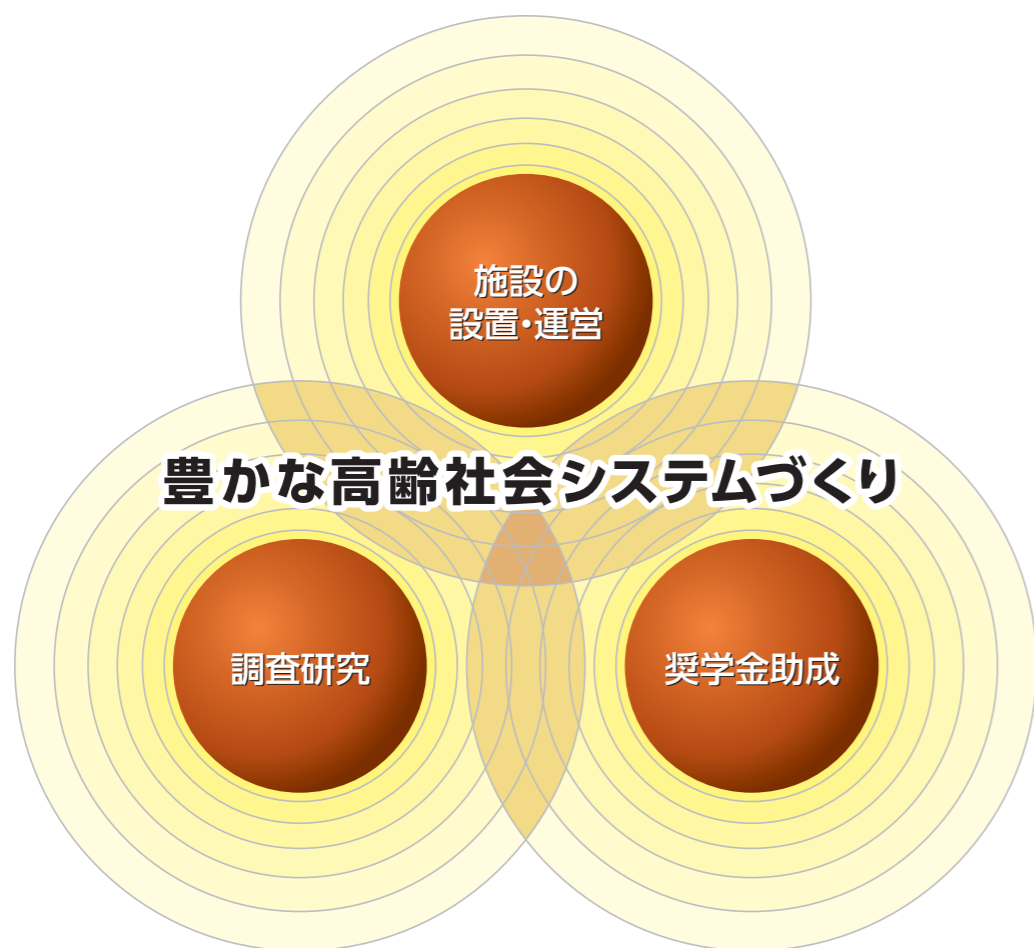 施設の
設置・運営
豊かな高齢社会システムづくり
調査研究
奨学金助成